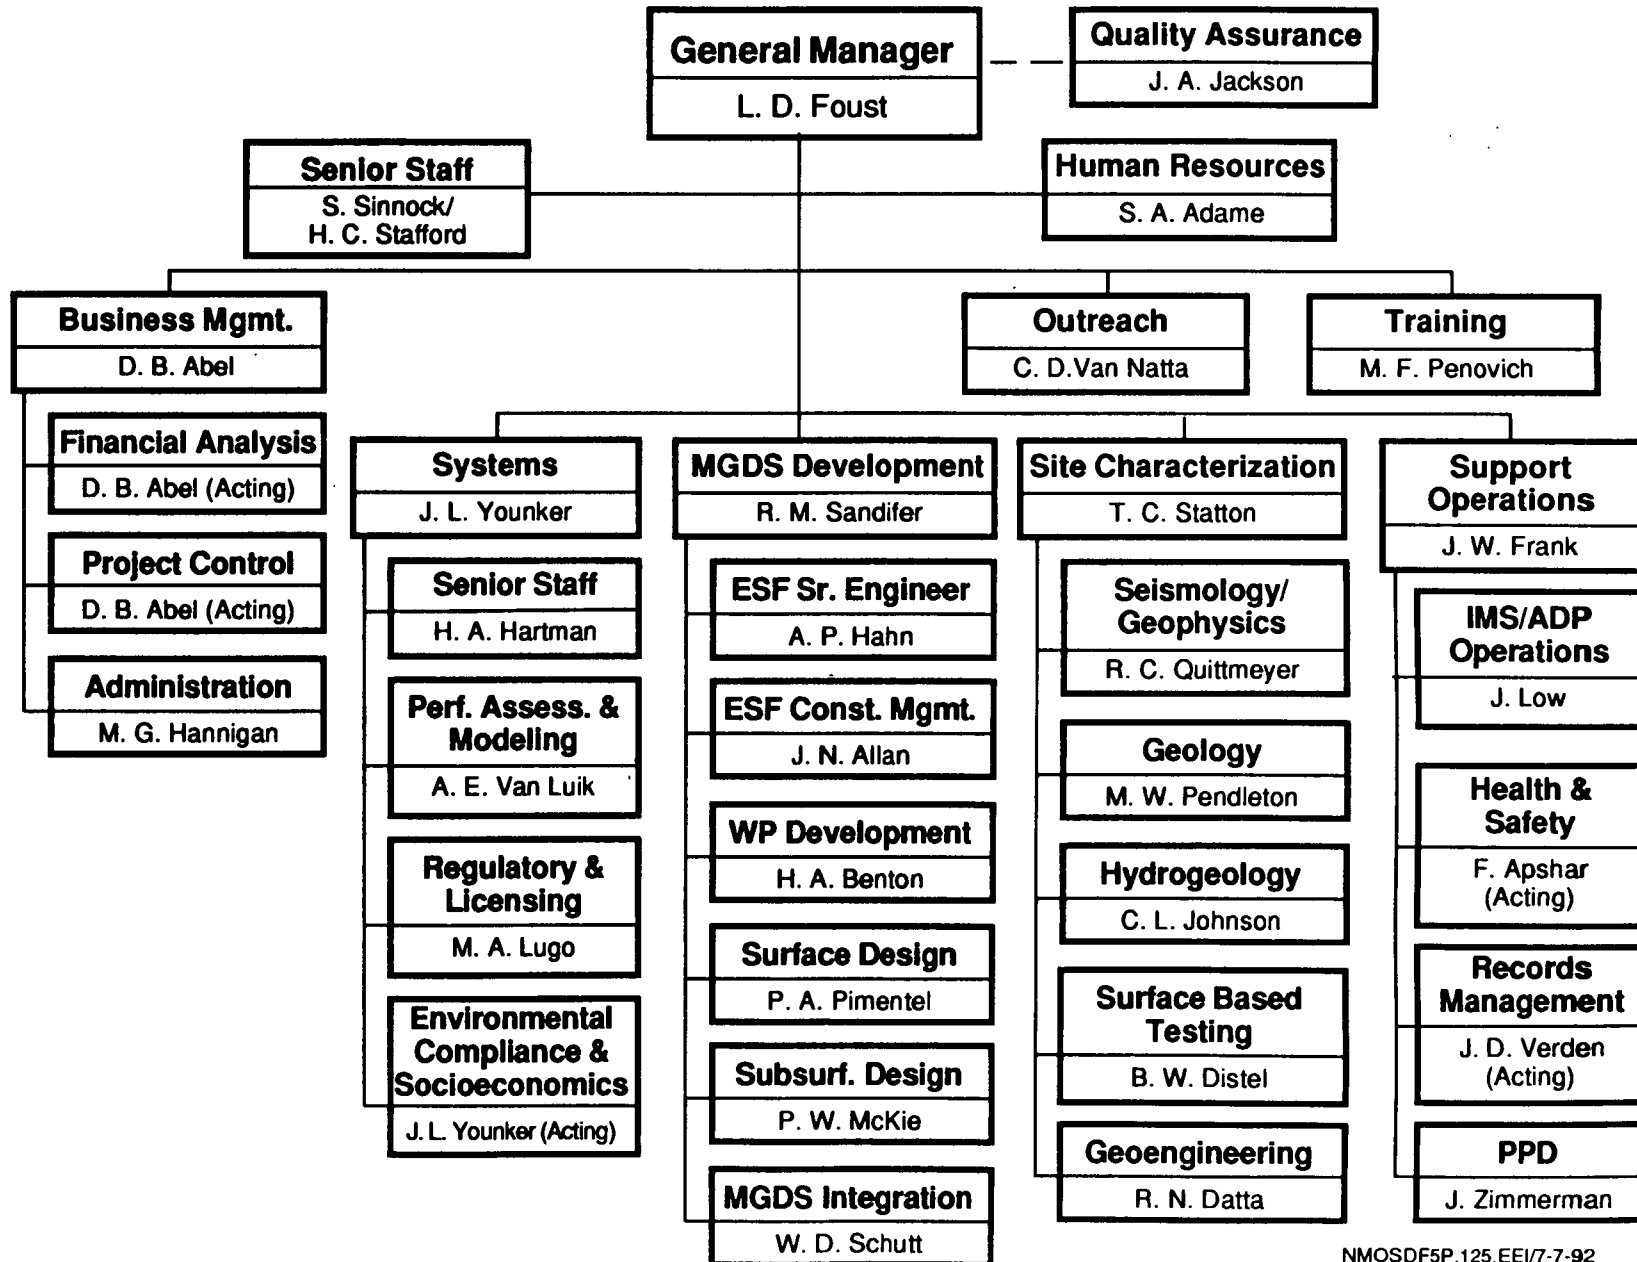 General Manager
L. D. Foust
Quality Assurance
J. A. Jackson
Senior Staff
S. Sinnock/
H. C. Stafford
Human Resources
S. A. Adame
Business Mgmt.
D. B. Abel
Outreach
C. D.Van Natta
Training
M. F. Penovich
Financial Analysis
D. B. Abel (Acting)
Project Control
D. B. Abel (Acting)
Administration
M. G. Hannigan
Systems
J. L. Younker
Senior Staff
H. A. Hartman
Perf. Assess. &
Modeling
A. E. Van Luik
Regulatory &
Licensing
M. A. Lugo
Environmental
Compliance &
Socioeconomics
J. L. Younker (Acting)
MGDS Development
R. M. Sandifer
ESF Sr. Engineer
A. P. Hahn
ESF Const. Mgmt.
J. N. Allan
WP Development
H. A. Benton
Surface Design
P. A. Pimentel
Subsurf. Design
P. W. McKie
MGDS Integration
W. D. Schutt
Site Characterization
T. C. Statton
Seismology/
Geophysics
R. C. Quittmeyer
Geology
M. W. Pendleton
Hydrogeology
C. L. Johnson
Surface Based
Testing
B. W. Distel
Geoengineering
R. N. Datta
Support
Operations
J. W. Frank
IMS/ADP
Operations
J. Low
Health &
Safety
F. Apshar
(Acting)
Records
Management
J. D. Verden
(Acting)
PPD
J. Zimmerman
NMOSDF5P.125.EEI/7-7-92